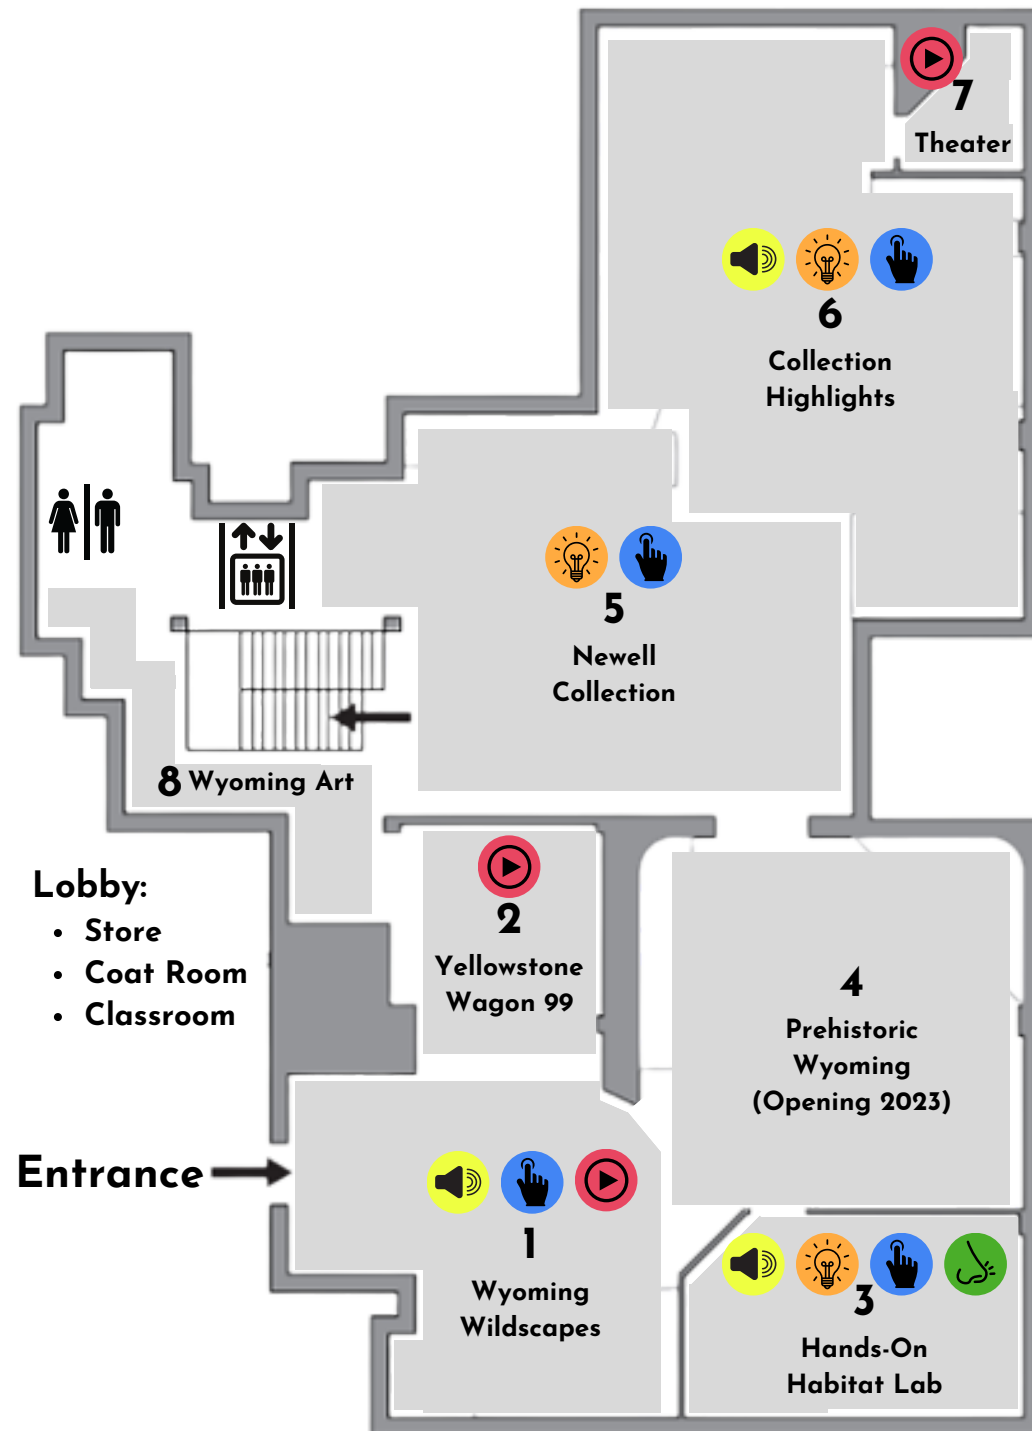 7
Theater
6
Collection
Highlights
5
Newell
Collection
8 Wyoming Art
Lobby:
• Store
• Coat Room
• Classroom
2
Yellowstone
Wagon 99
4
Prehistoric
Wyoming
(Opening 2023)
Entrance
1
Wyoming
Wildscapes
3
Hands-On
Habitat Lab